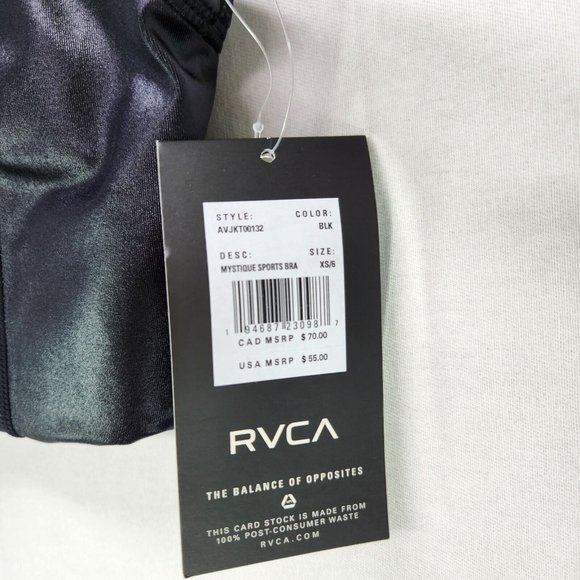 STYLE: COLOR:
AVJKT00132 BLK
DESC: SIZE:
MYSTIQUE SPORTS BRA XS/6
1 94687 23098 7
CAD MSRP $70.00
USA MSRP $55.00
RVCA
THE BALANCE OF OPPOSITES
THIS CARD STOCK IS MADE FROM
100% POST-CONSUMER WASTE
RVCA.COM